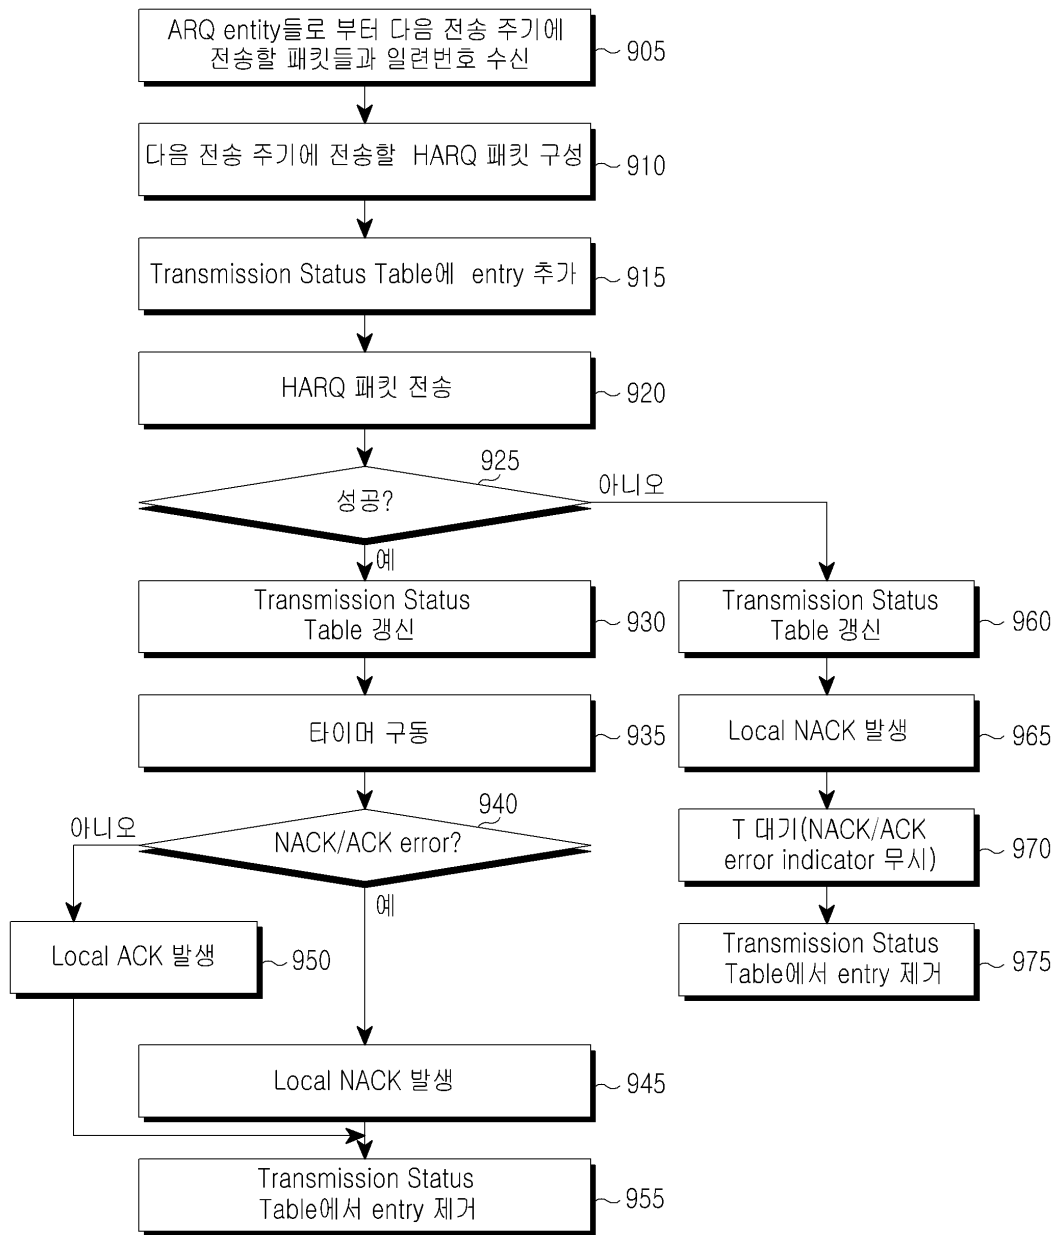 ARQ entity들로 부터 다음 전송 주기에
전송할 패킷들과 일련번호 수신
905
다음 전송 주기에 전송할 HARQ 패킷 구성
910
Transmission Status Table에 entry 추가
915
HARQ 패킷 전송
920
925
성공?
아니오
예
Transmission Status
Table 갱신
930
Transmission Status
Table 갱신
960
타이머 구동
935
Local NACK 발생
965
940
아니오
NACK/ACK error?
예
T 대기(NACK/ACK
error indicator 무시)
970
Local ACK 발생
950
Transmission Status
Table에서 entry 제거
975
Local NACK 발생
945
Transmission Status
Table에서 entry 제거
955